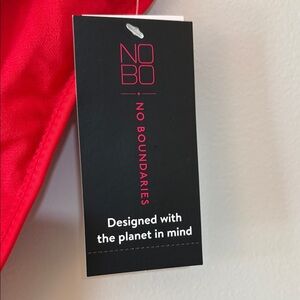 NO
BO
NO BOUNDARIES
Designed with
the planet in mind